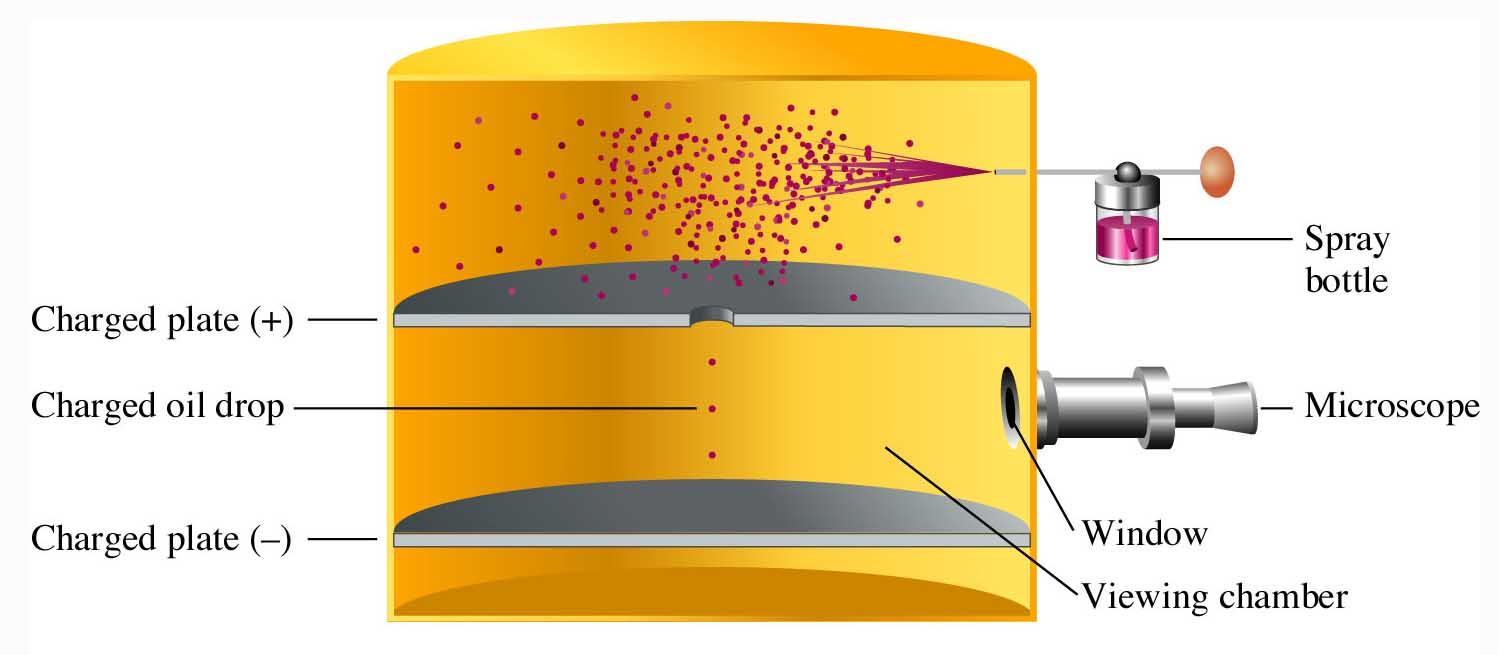 Spray
bottle
Charged plate (+)
Charged oil drop
Microscope
Charged plate (–)
Window
Viewing chamber